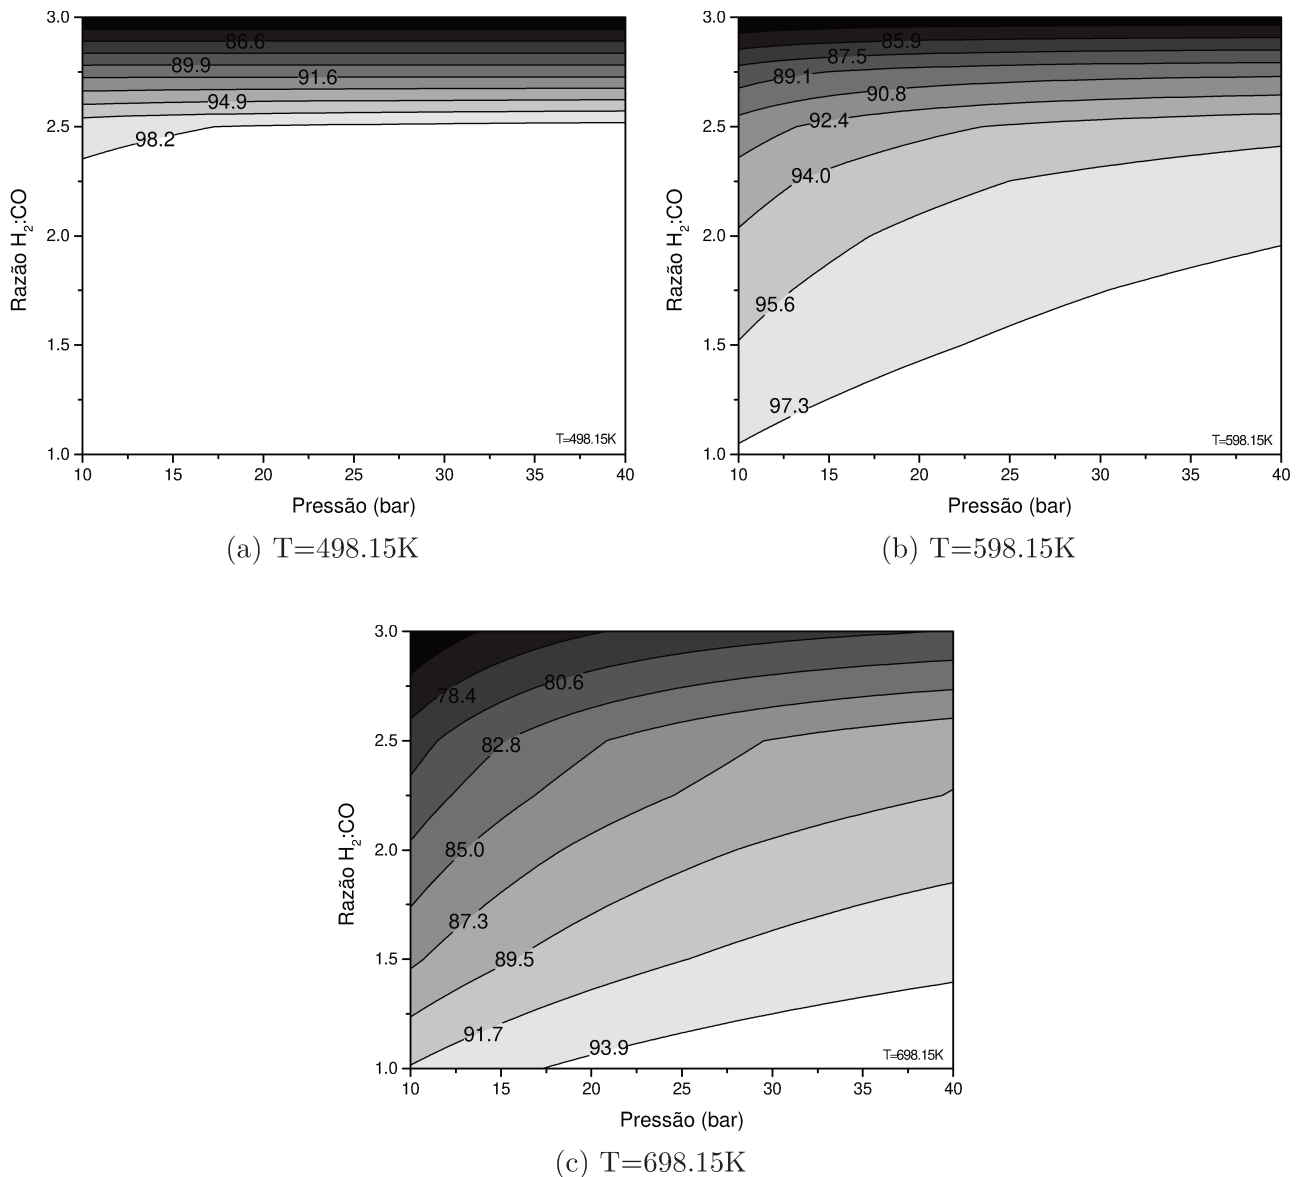 3.0
2.5
2.0
1.5
1.0
Razão H2:CO
86.6
89.9
91.6
94.9
98.2
T=498.15K
10 15 20 25 30 35 40
Pressão (bar)
(a) T=498.15K
3.0
2.5
2.0
1.5
1.0
Razão H2:CO
85.9
87.5
89.1
90.8
92.4
94.0
95.6
97.3
T=598.15K
10 15 20 25 30 35 40
Pressão (bar)
(b) T=598.15K
3.0
2.5
2.0
1.5
1.0
Razão H2:CO
80.6
78.4
82.8
85.0
87.3
89.5
91.7
93.9
T=698.15K
10 15 20 25 30 35 40
Pressão (bar)
(c) T=698.15K